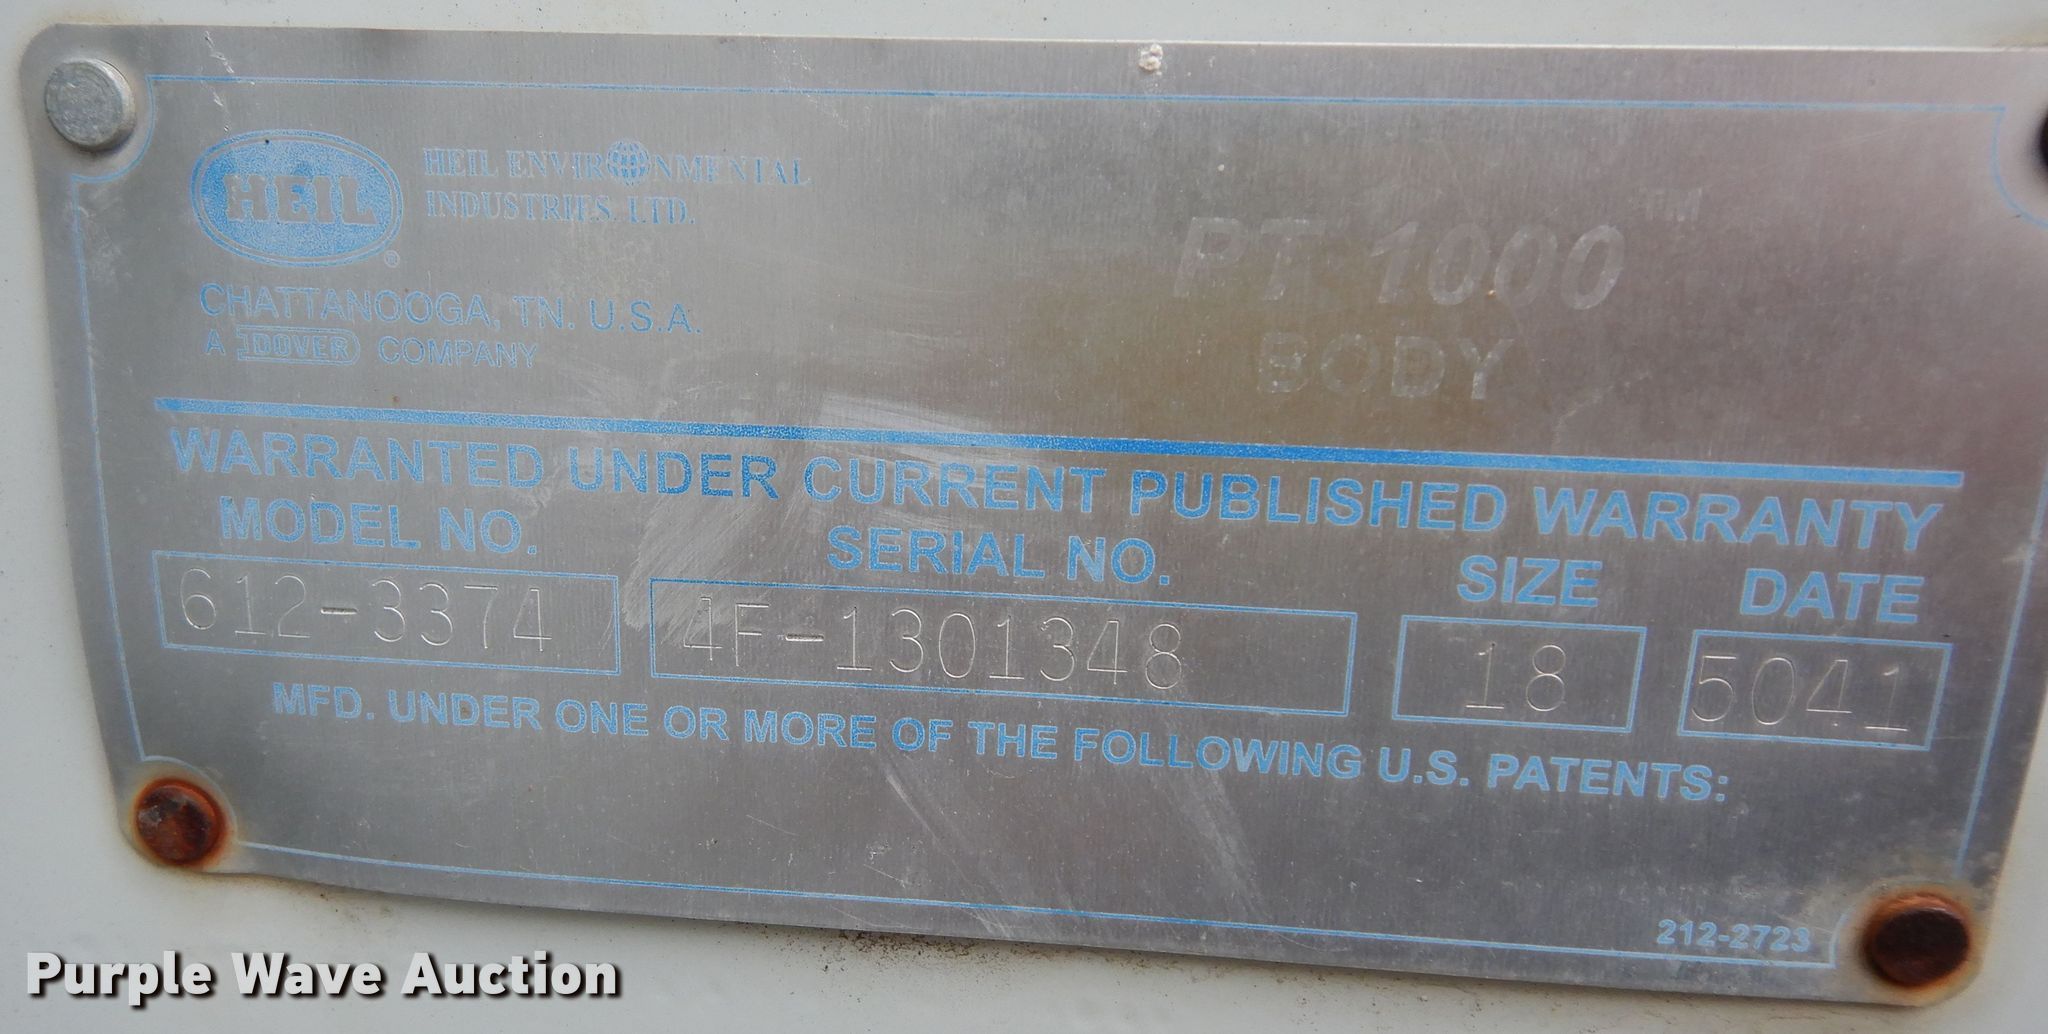 HEIL®
HEIL ENVIRONMENTAL
INDUSTRIES, LTD.
CHATTANOOGA, TN. U.S.A.
A DOVER COMPANY
PT 1000™
BODY
WARRANTED UNDER CURRENT PUBLISHED WARRANTY
MODEL NO. SERIAL NO. SIZE DATE
612-3374 4F-1301348 18 5041
MFD. UNDER ONE OR MORE OF THE FOLLOWING U.S. PATENTS:
212-2723
Purple Wave Auction